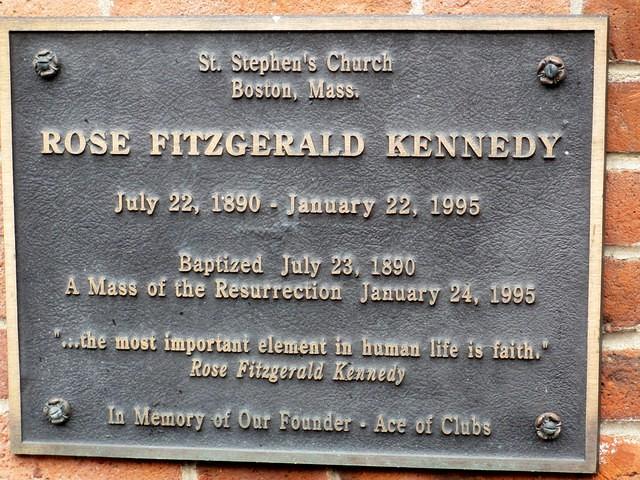 St. Stephen's Church
Boston, Mass.
ROSE FITZGERALD KENNEDY
July 22, 1890 - January 22, 1995
Baptized July 23, 1890
A Mass of the Resurrection January 24, 1995
"...the most important element in human life is faith."
Rose Fitzgerald Kennedy
In Memory of Our Founder - Ace of Clubs